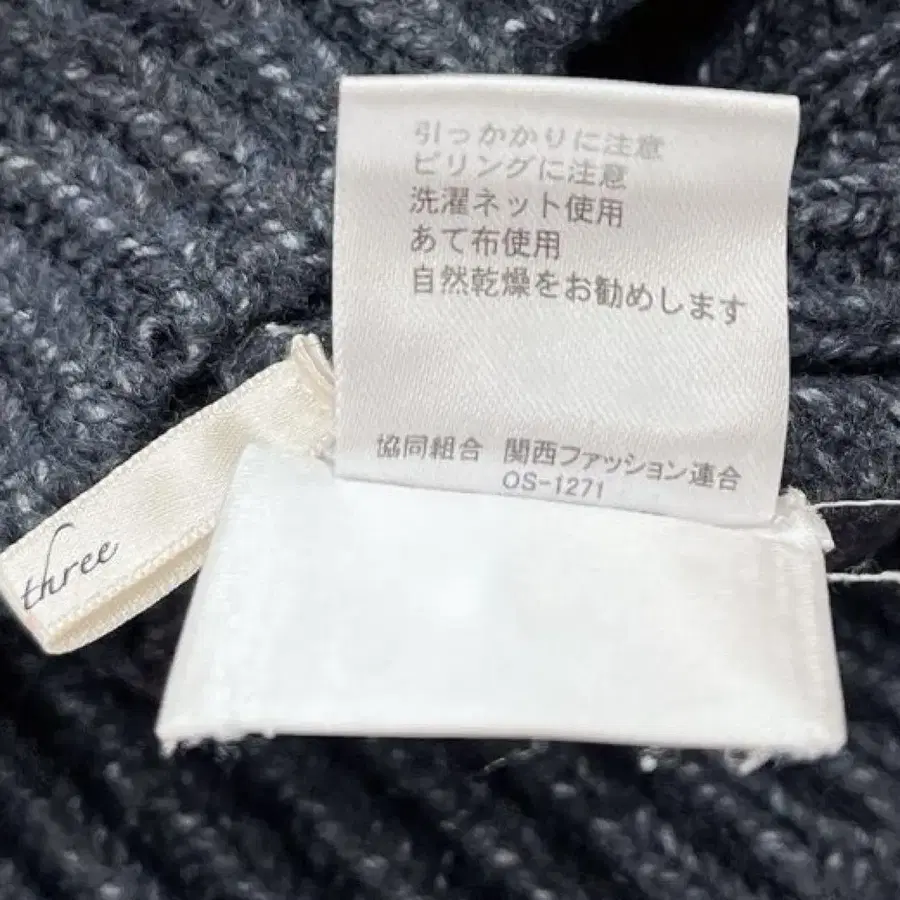 引っかかりに注意
ピリングに注意
洗濯ネット使用
あて布使用
自然乾燥をお勧めします
協同組合 関西ファッション連合
OS-1271
three